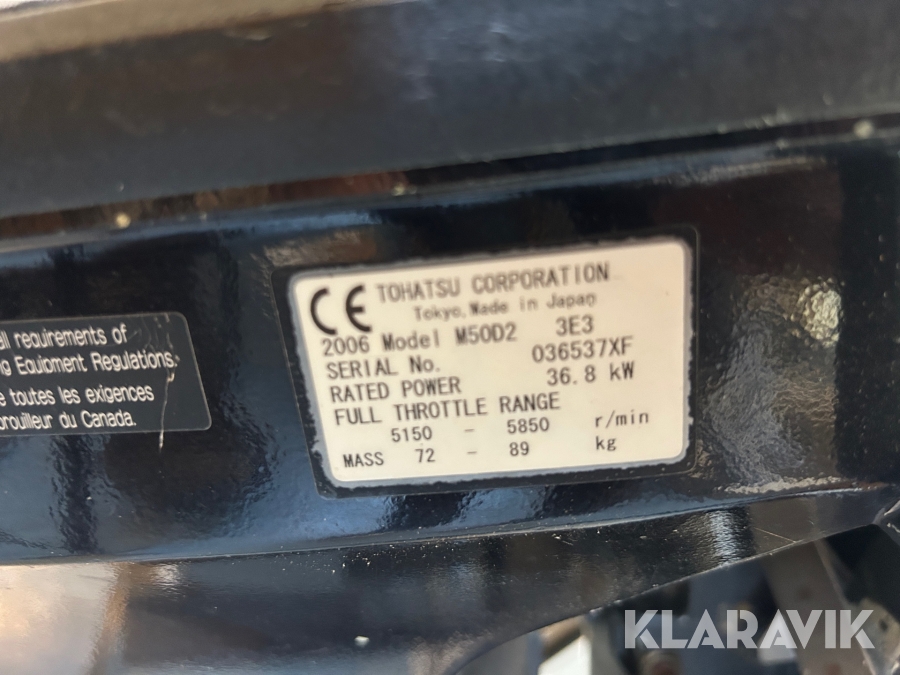 all requirements of
ng Equipment Regulations.
e toutes les exigences
brouilleur du Canada.
CE TOHATSU CORPORATION
Tokyo, Made in Japan
2006 Model M50D2 3E3
SERIAL No. 036537XF
RATED POWER 36.8 kW
FULL THROTTLE RANGE
5150 - 5850 r/min
MASS 72 - 89 kg
KLARAVIK